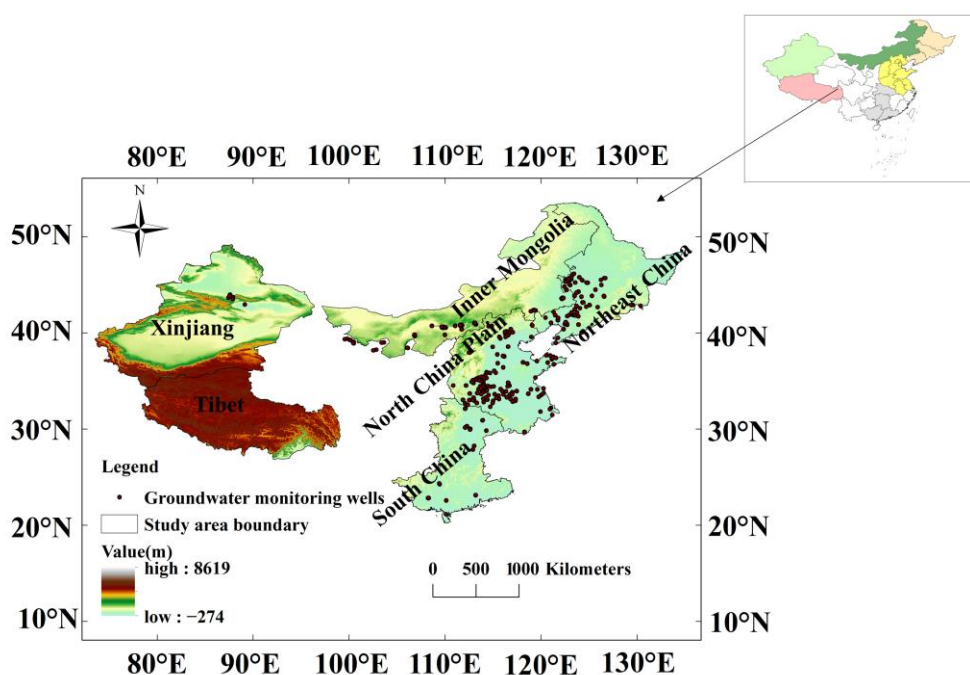 80°E 90°E 100°E 110°E 120°E 130°E
N
50°N
50°N
40°N
40°N
30°N
30°N
20°N
20°N
10°N
10°N
Inner Mongolia
Northeast China
Xinjiang
North China Plain
Tibet
South China
Legend
Groundwater monitoring wells
Study area boundary
Value(m)
high : 8619
low : −274
0 500 1000 Kilometers
80°E 90°E 100°E 110°E 120°E 130°E